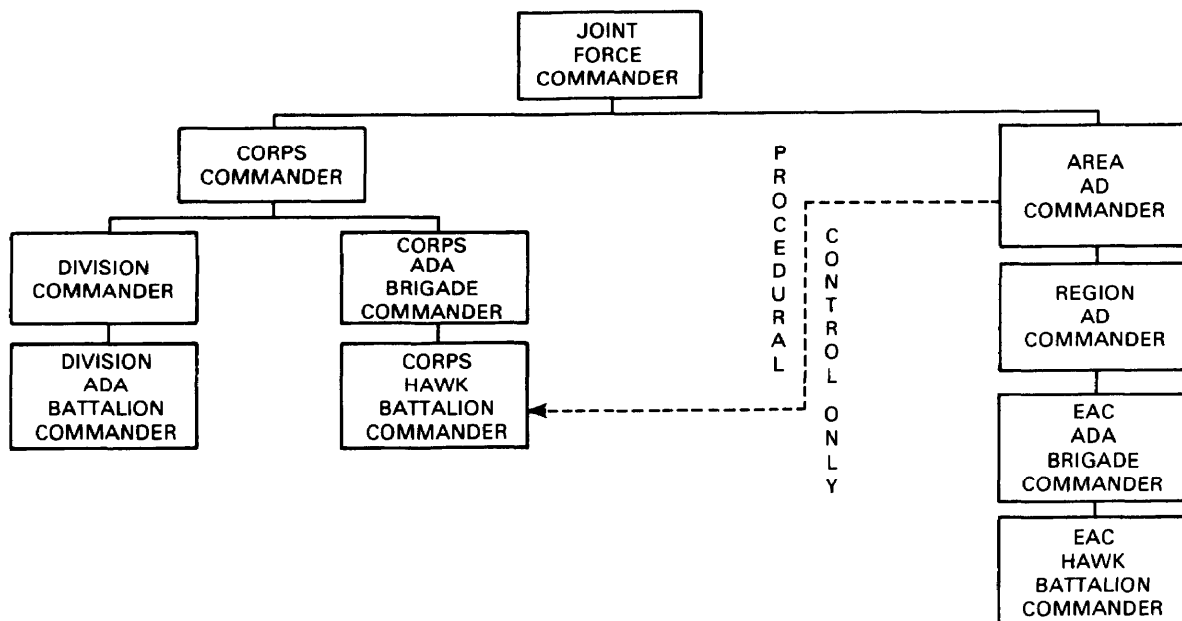 JOINT
FORCE
COMMANDER
CORPS
COMMANDER
AREA
AD
COMMANDER
DIVISION
COMMANDER
CORPS
ADA
BRIGADE
COMMANDER
PROCEDURAL
CONTROL ONLY
REGION
AD
COMMANDER
DIVISION
ADA
BATTALION
COMMANDER
CORPS
HAWK
BATTALION
COMMANDER
EAC
ADA
BRIGADE
COMMANDER
EAC
HAWK
BATTALION
COMMANDER